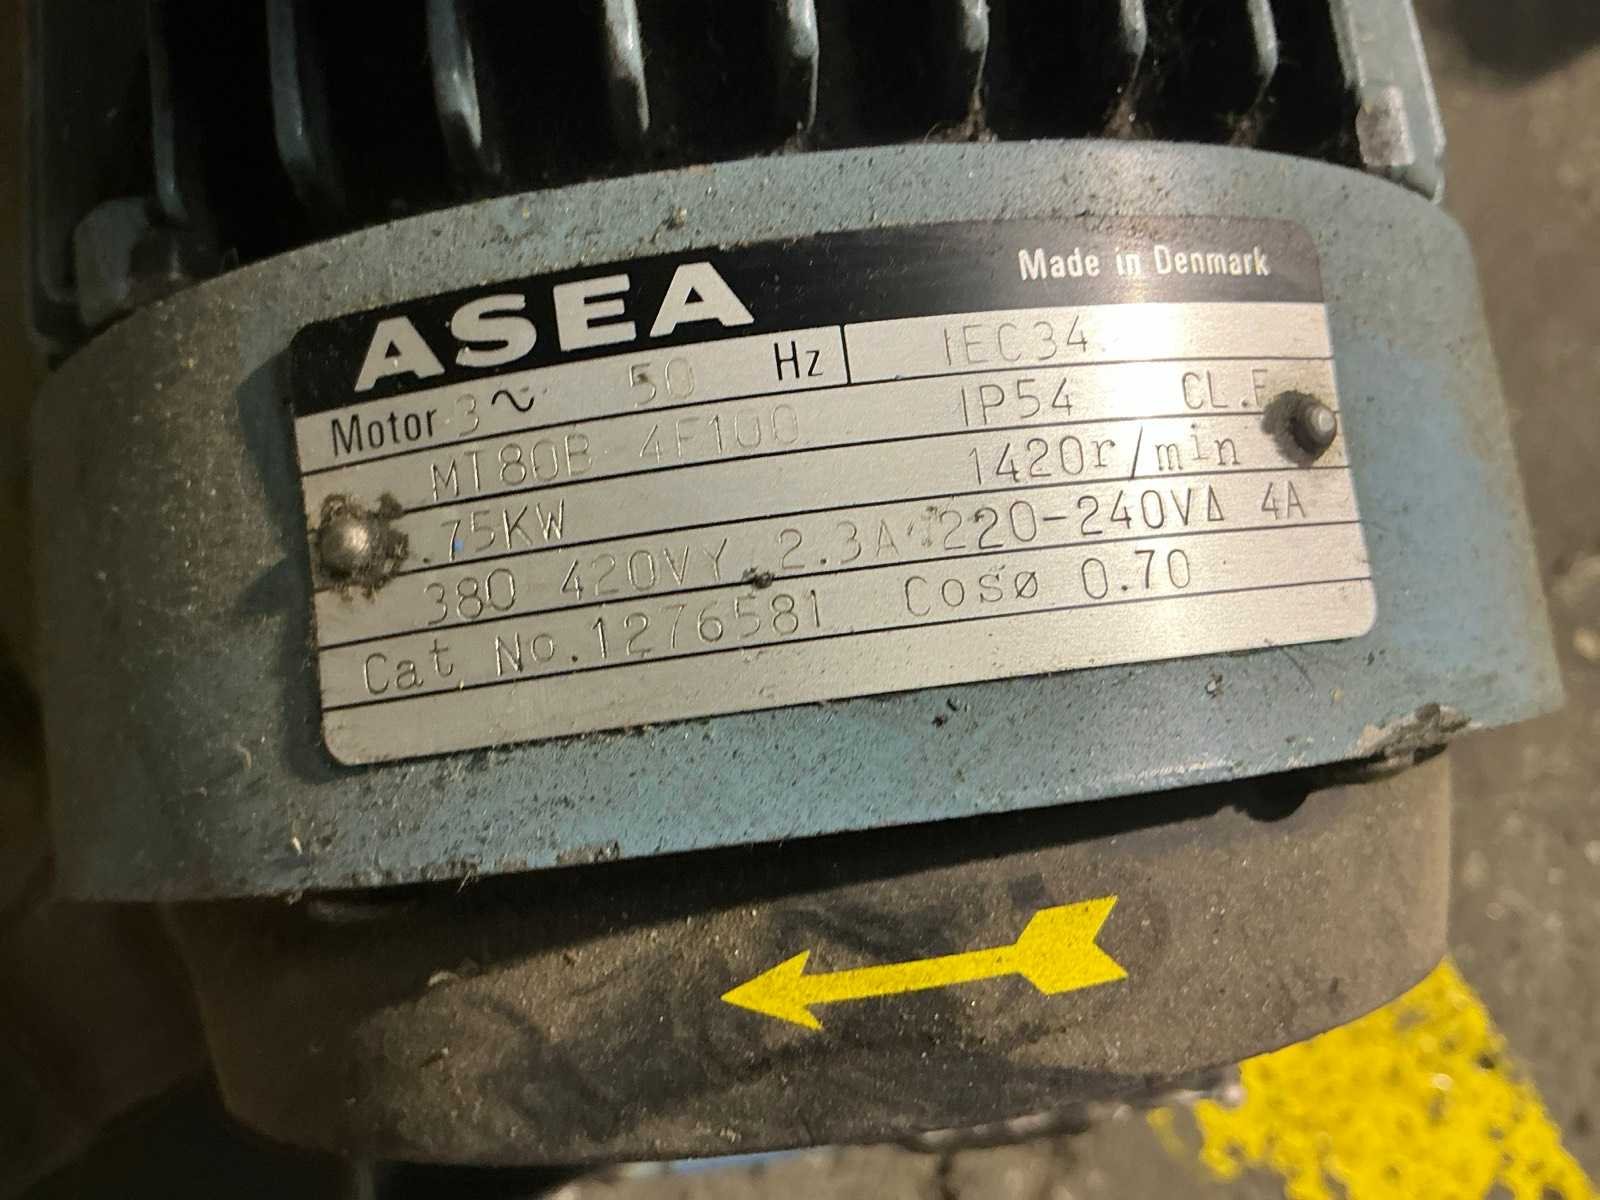 ASEA Made in Denmark
Motor 3~ 50 Hz IEC34
MT80B 4F100 IP54 CL.F
.75KW 1420r/min
380 420VY 2.3A 220-240VΔ 4A
Cat No.1276581 Cosø 0.70